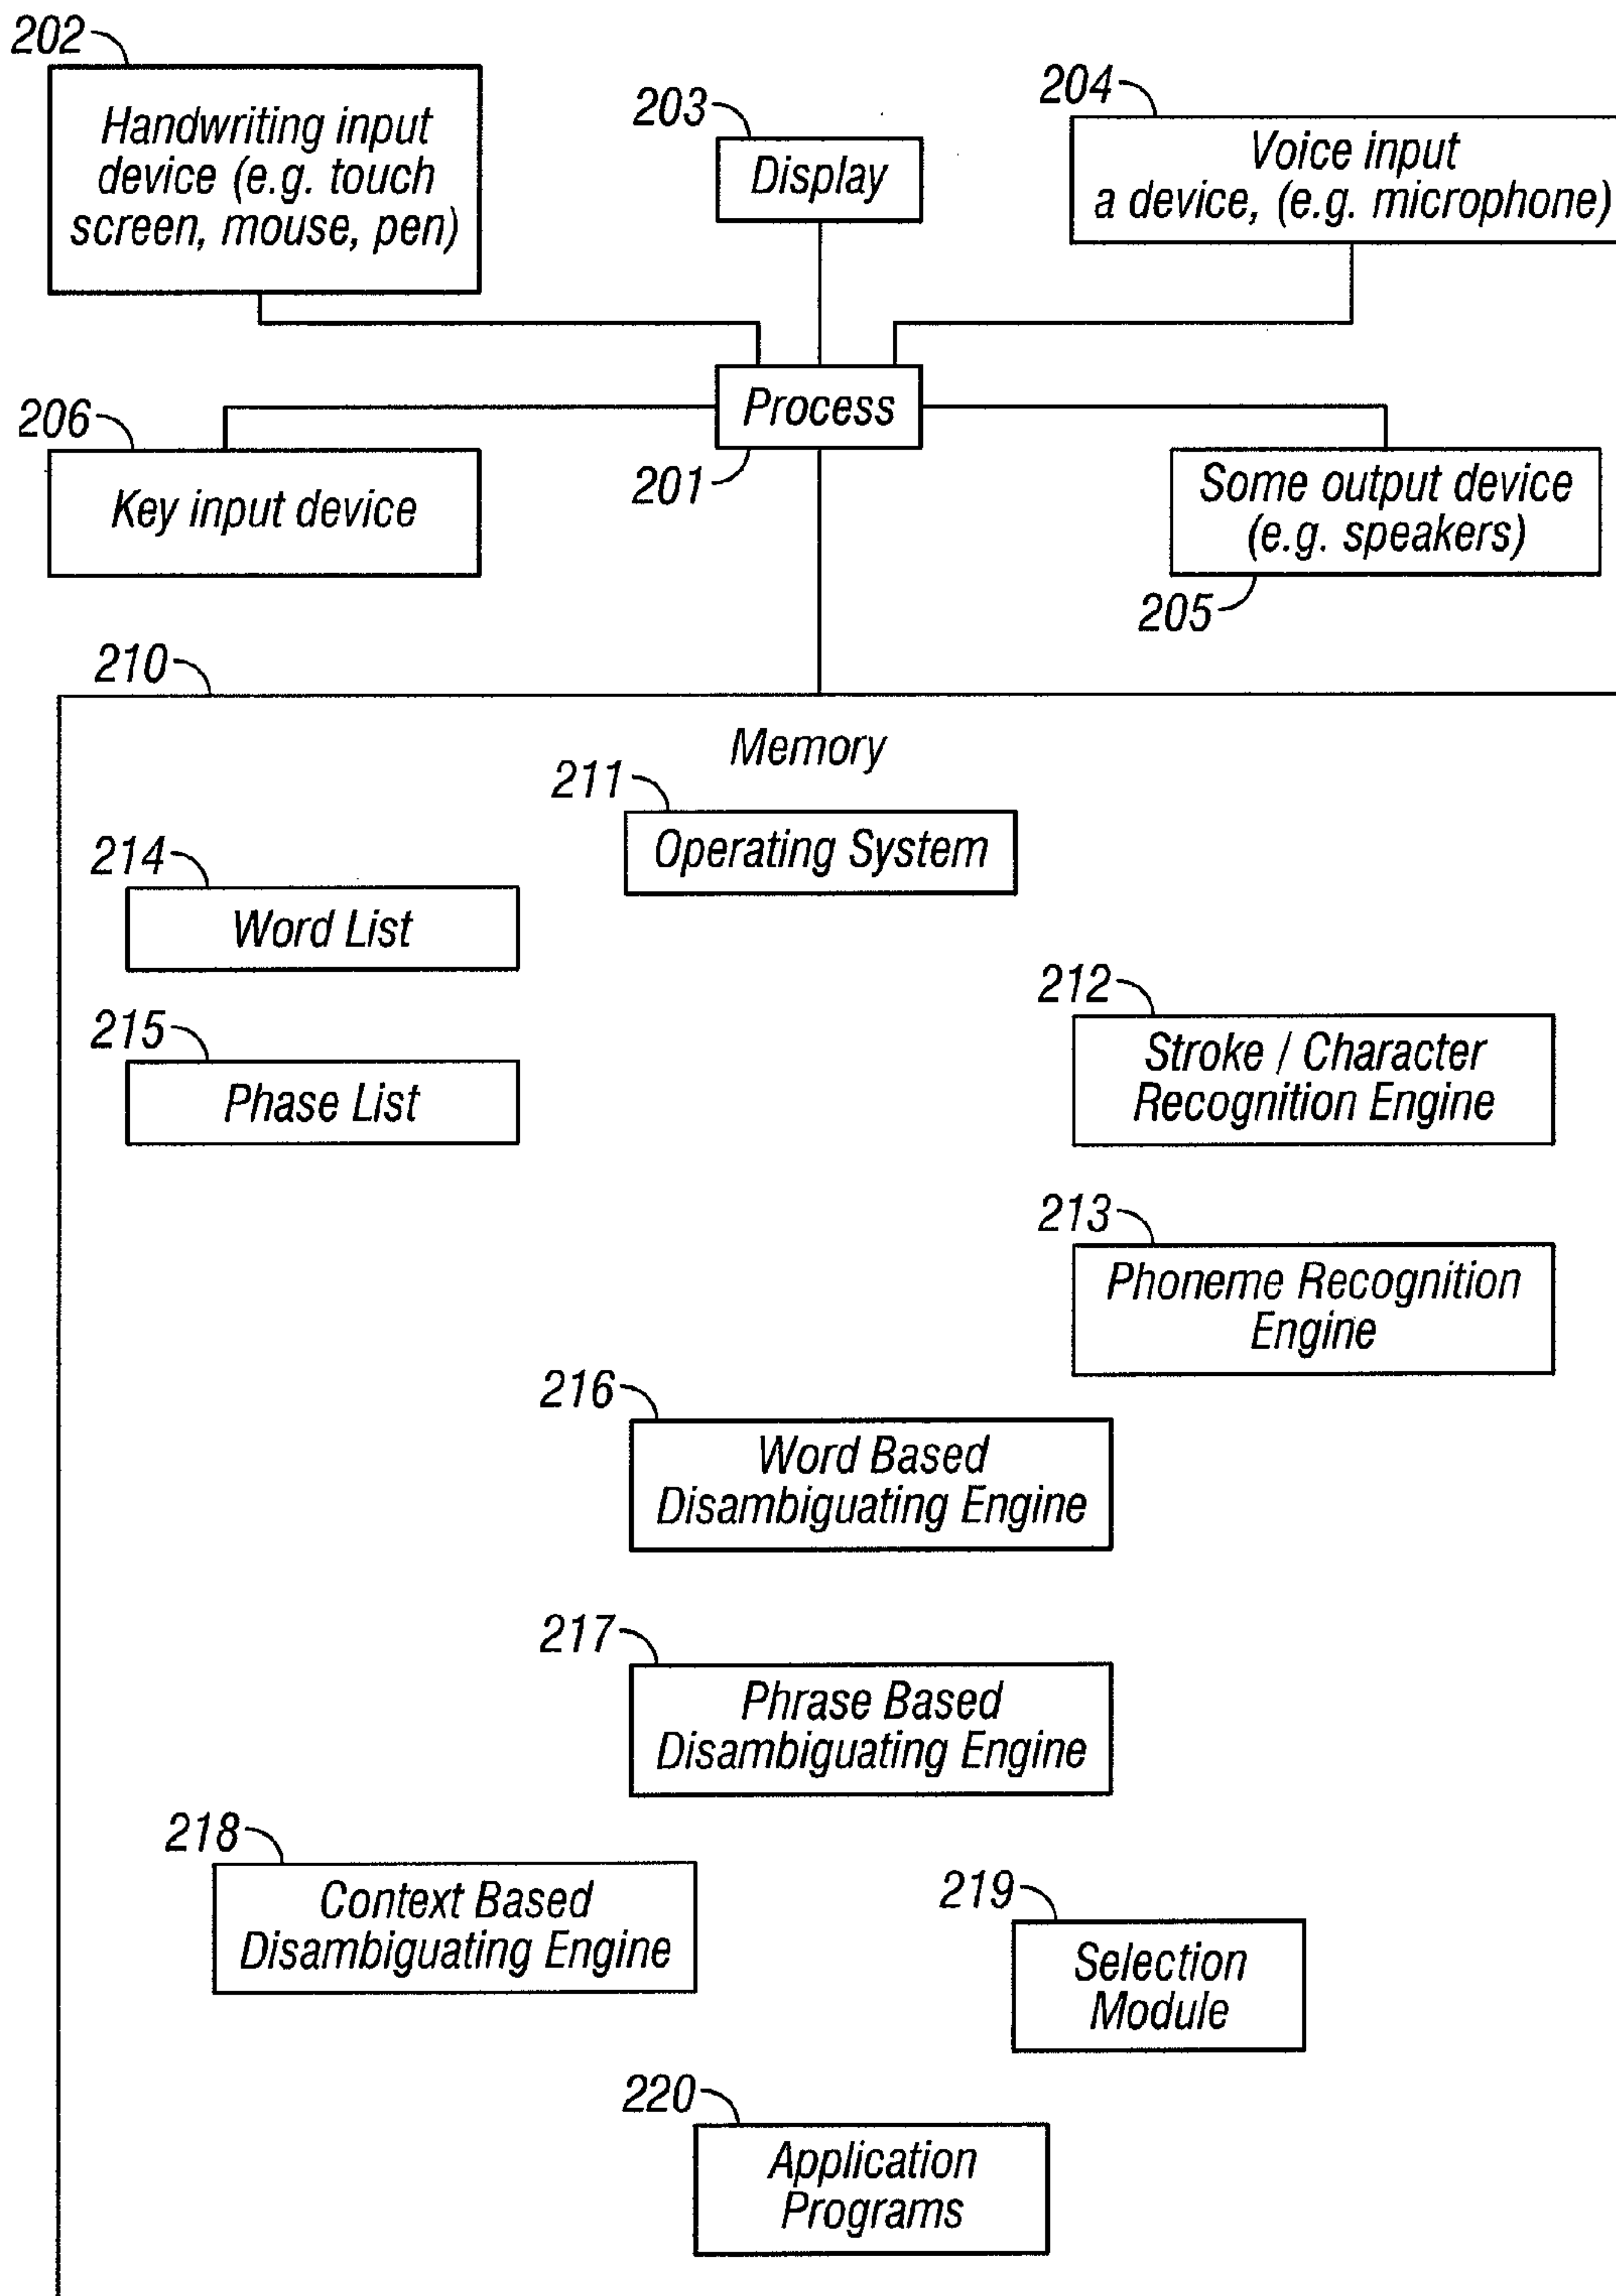 202
Handwriting input
device (e.g. touch
screen, mouse, pen)
203
Display
204
Voice input
a device, (e.g. microphone)
Process
201
206
Key input device
Some output device
(e.g. speakers)
205
210
Memory
211
Operating System
214
Word List
215
Phase List
212
Stroke / Character
Recognition Engine
213
Phoneme Recognition
Engine
216
Word Based
Disambiguating Engine
217
Phrase Based
Disambiguating Engine
218
Context Based
Disambiguating Engine
219
Selection
Module
220
Application
Programs